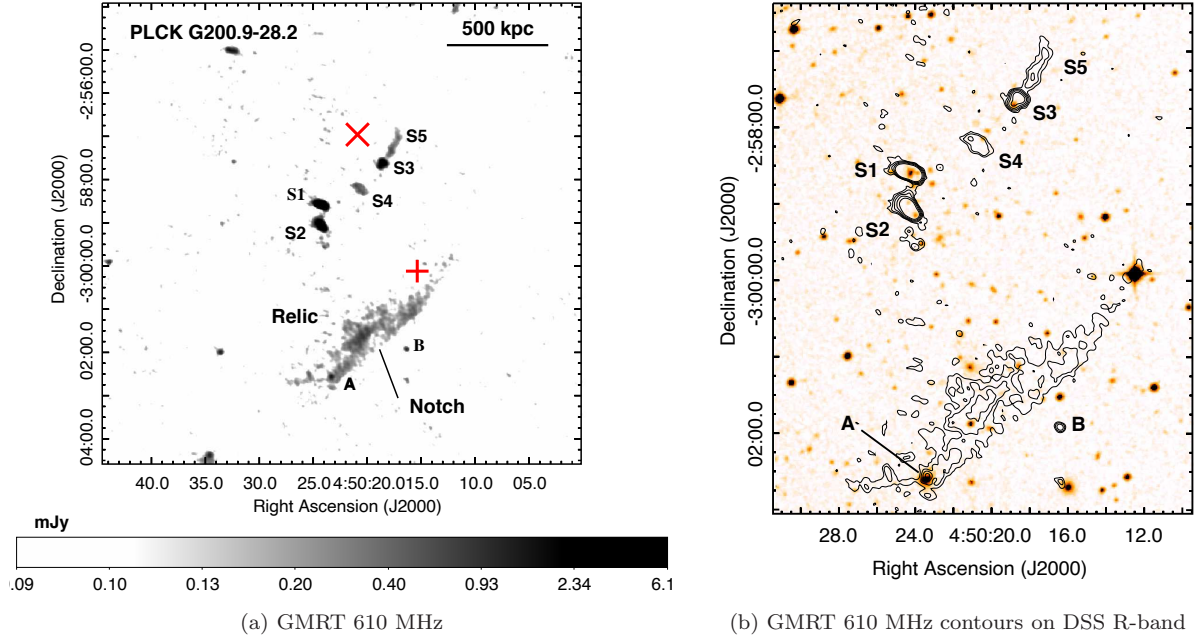 PLCK G200.9-28.2
500 kpc
-2:56:00.0
58:00.0
-3:00:00.0
02:00.0
04:00.0
Declination (J2000)
S5
S3
S4
S1
S2
Relic
B
A
Notch
40.0 35.0 30.0 25.0 4:50:20.0 15.0 10.0 05.0
Right Ascension (J2000)
mJy
.09 0.10 0.13 0.20 0.40 0.93 2.34 6.1
(a) GMRT 610 MHz
-2:58:00.0
-3:00:00.0
02:00.0
Declination (J2000)
S5
S3
S4
S1
S2
A
B
28.0 24.0 4:50:20.0 16.0 12.0
Right Ascension (J2000)
(b) GMRT 610 MHz contours on DSS R-band